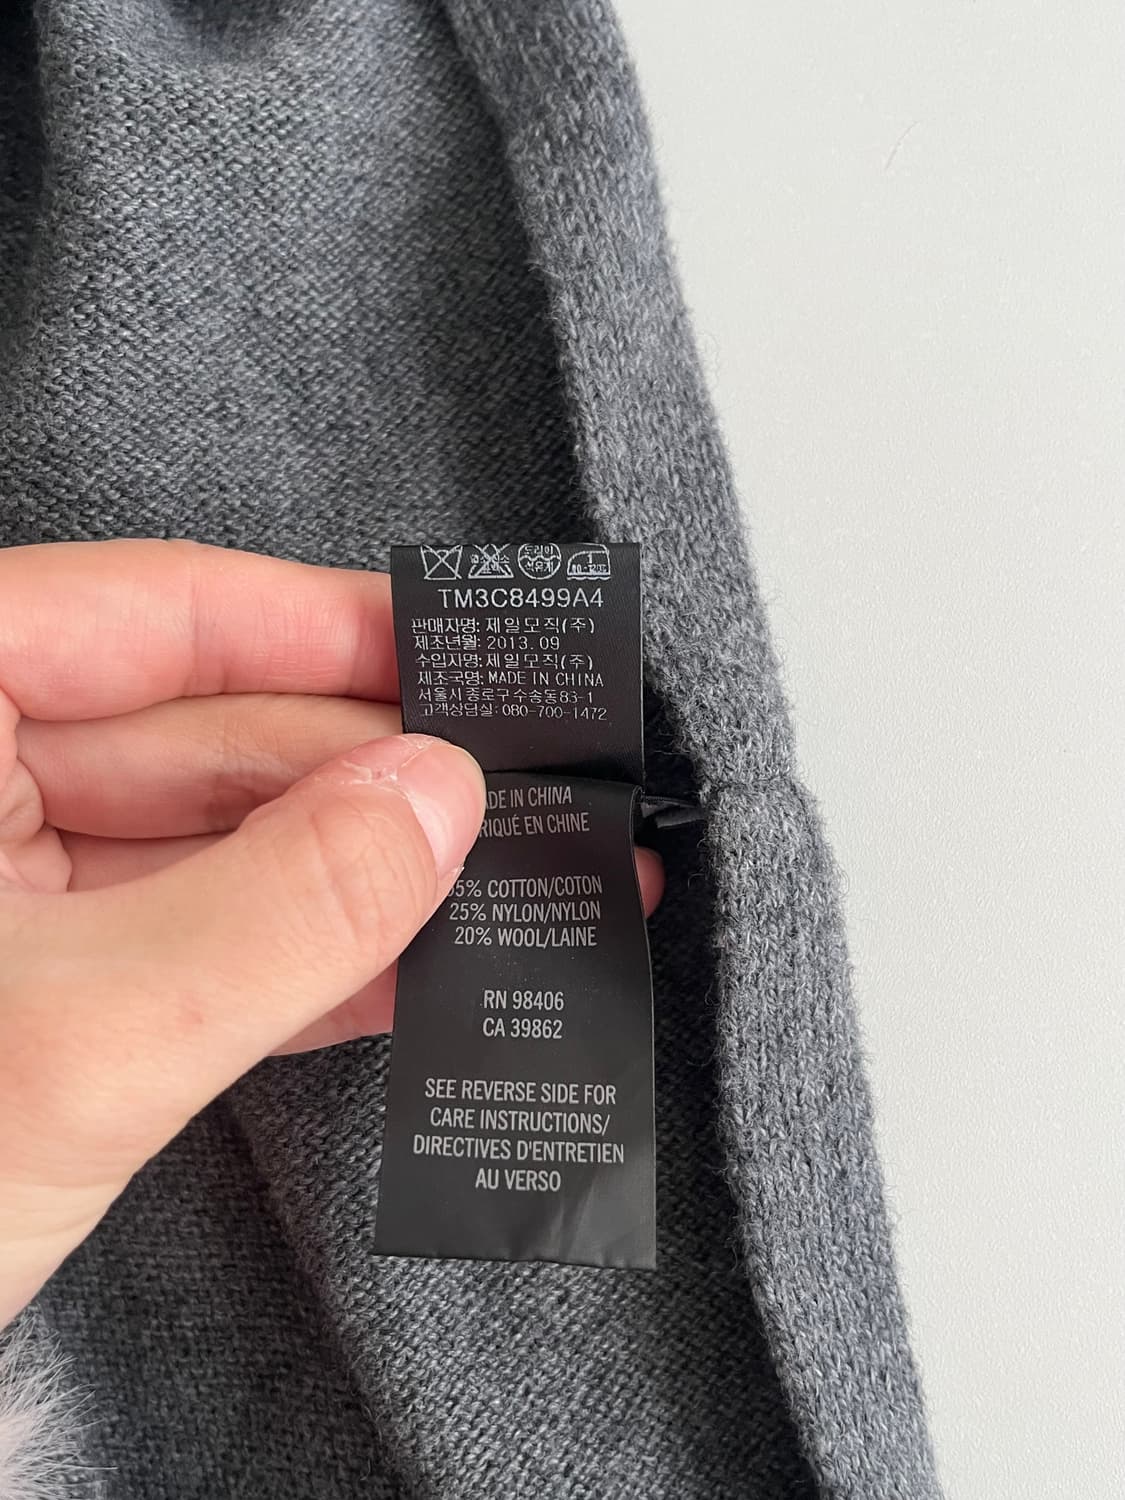 TM3C8499A4
판매자명: 제일모직(주)
제조년월: 2013.09
수입자명: 제일모직(주)
제조국명: MADE IN CHINA
서울시 종로구 수송동 83-1
고객상담실: 080-700-1472
ADE IN CHINA
RIQUÉ EN CHINE
55% COTTON/COTON
25% NYLON/NYLON
20% WOOL/LAINE
RN 98406
CA 39862
SEE REVERSE SIDE FOR
CARE INSTRUCTIONS/
DIRECTIVES D'ENTRETIEN
AU VERSO